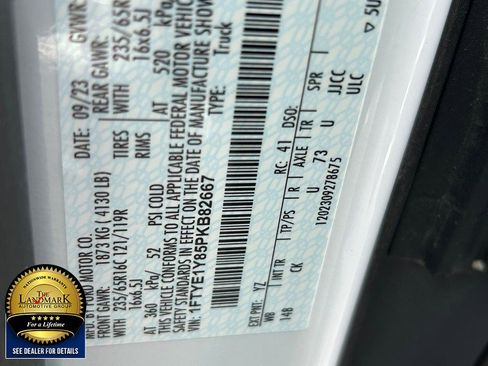 MFD. BY FORD MOTOR CO.
DATE: 09/23 GVWR:
FRONT GAWR: 1873 KG ( 4130 LB)
REAR GAWR:
235/65R16C 121/119R TIRES
WITH 235/65R
16x6.5J RIMS
16x6.5J
AT 360 kPa/ 52 PSI COLD
AT 520 kPa
THIS VEHICLE CONFORMS TO ALL APPLICABLE FEDERAL MOTOR VEHICLE
SAFETY STANDARDS IN EFFECT ON THE DATE OF MANUFACTURE SHOWN
VIN: 1FTYE1Y85PKB82667
TYPE: Truck
EXT PNT: YZ RC: 41 DSO:
WB INT TR TP/PS R AXLE TR SPR
148 CK U 73 U JJCC
1202309278675 ULC
▽ 5U
NATIONWIDE WARRANTY
THE LANDMARK
AUTOMOTIVE GROUP
For a Lifetime
SEE DEALER FOR DETAILS